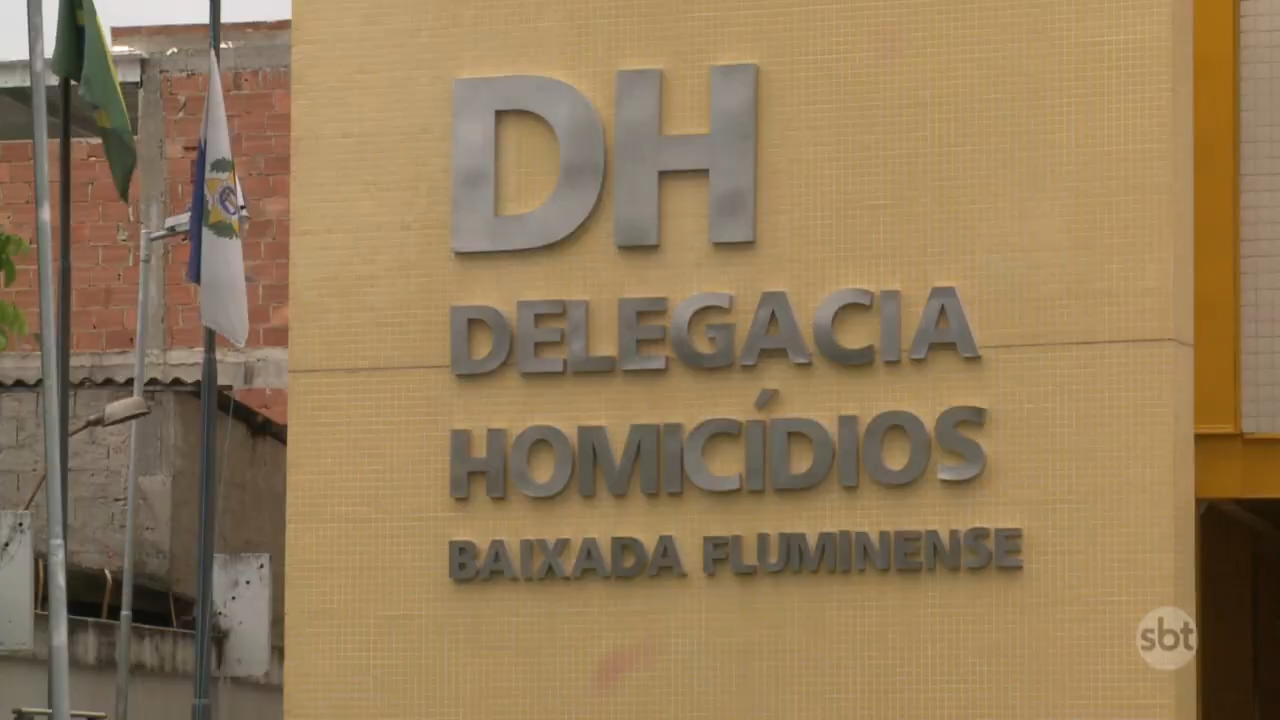 DH
DELEGACIA
HOMICÍDIOS
BAIXADA FLUMINENSE
sbt